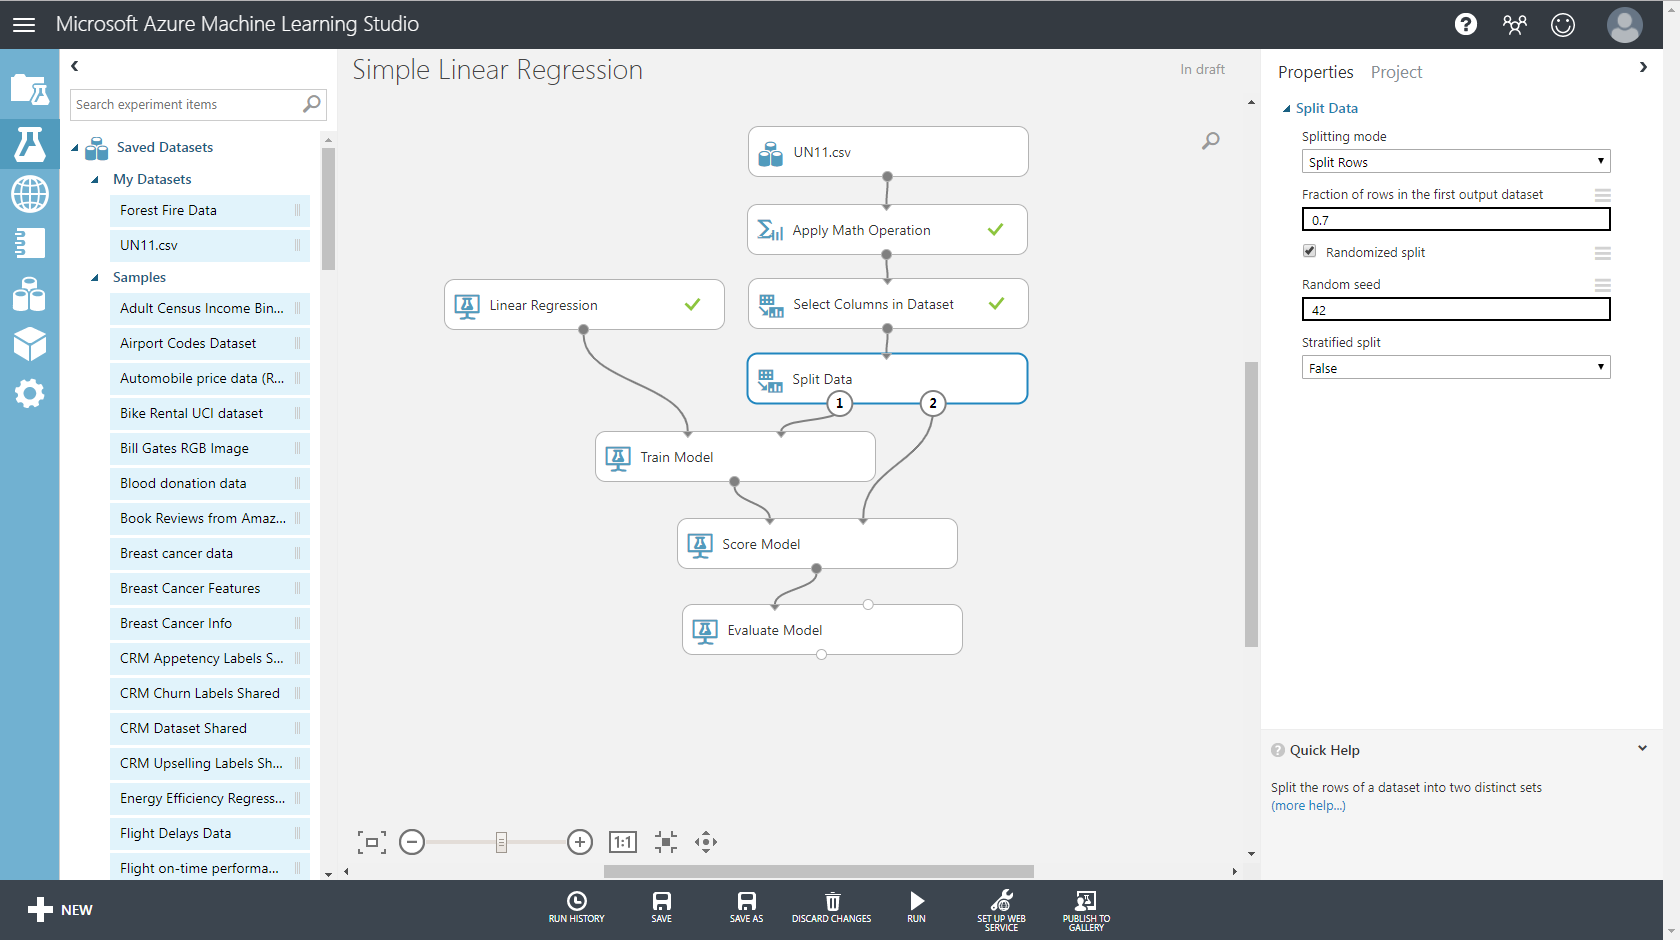 Microsoft Azure Machine Learning Studio
Search experiment items
Saved Datasets
My Datasets
Forest Fire Data
UN11.csv
Samples
Adult Census Income Bin...
Airport Codes Dataset
Automobile price data (R...
Bike Rental UCI dataset
Bill Gates RGB Image
Blood donation data
Book Reviews from Amaz...
Breast cancer data
Breast Cancer Features
Breast Cancer Info
CRM Appetency Labels S...
CRM Churn Labels Shared
CRM Dataset Shared
CRM Upselling Labels Sh...
Energy Efficiency Regress...
Flight Delays Data
Flight on-time performa...
Simple Linear Regression
In draft
UN11.csv
Apply Math Operation
Linear Regression
Select Columns in Dataset
Split Data
1
2
Train Model
Score Model
Evaluate Model
1:1
Properties
Project
Split Data
Splitting mode
Split Rows
Fraction of rows in the first output dataset
0.7
Randomized split
Random seed
42
Stratified split
False
? Quick Help
Split the rows of a dataset into two distinct sets
(more help...)
NEW
RUN HISTORY
SAVE
SAVE AS
DISCARD CHANGES
RUN
SET UP WEB
SERVICE
PUBLISH TO
GALLERY